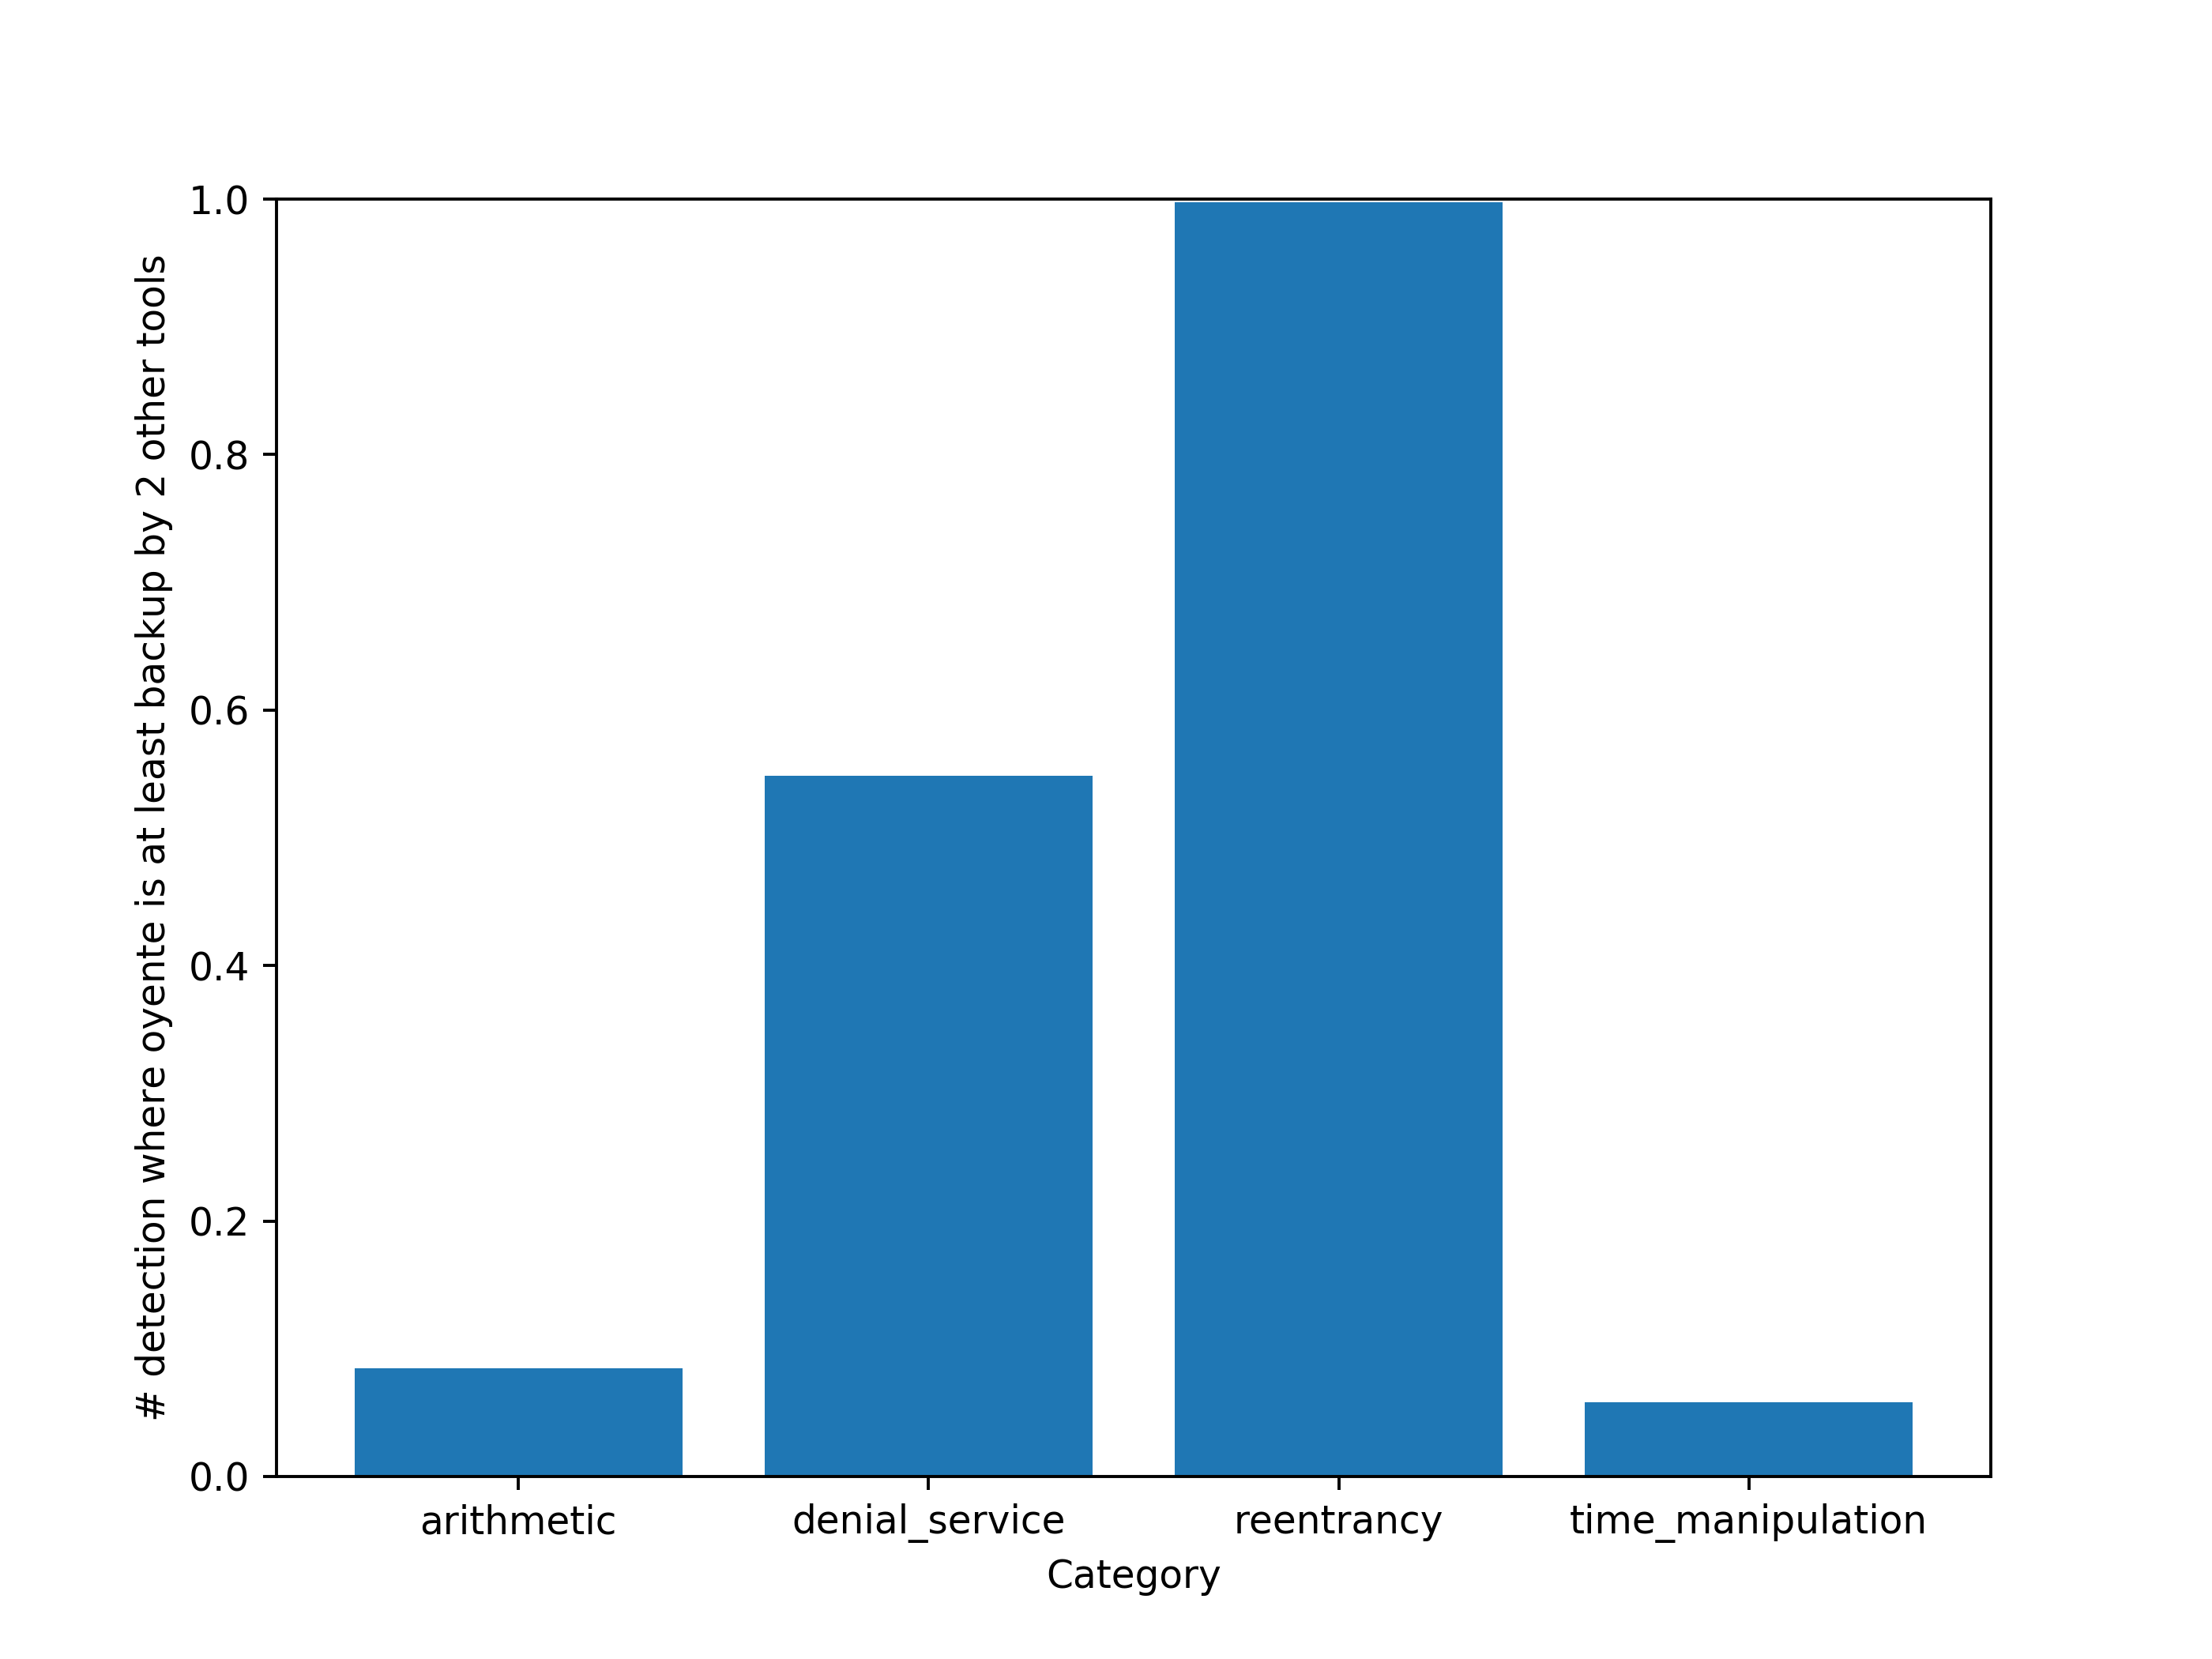 # detection where oyente is at least backup by 2 other tools
1.0
0.8
0.6
0.4
0.2
0.0
arithmetic denial_service reentrancy time_manipulation
Category